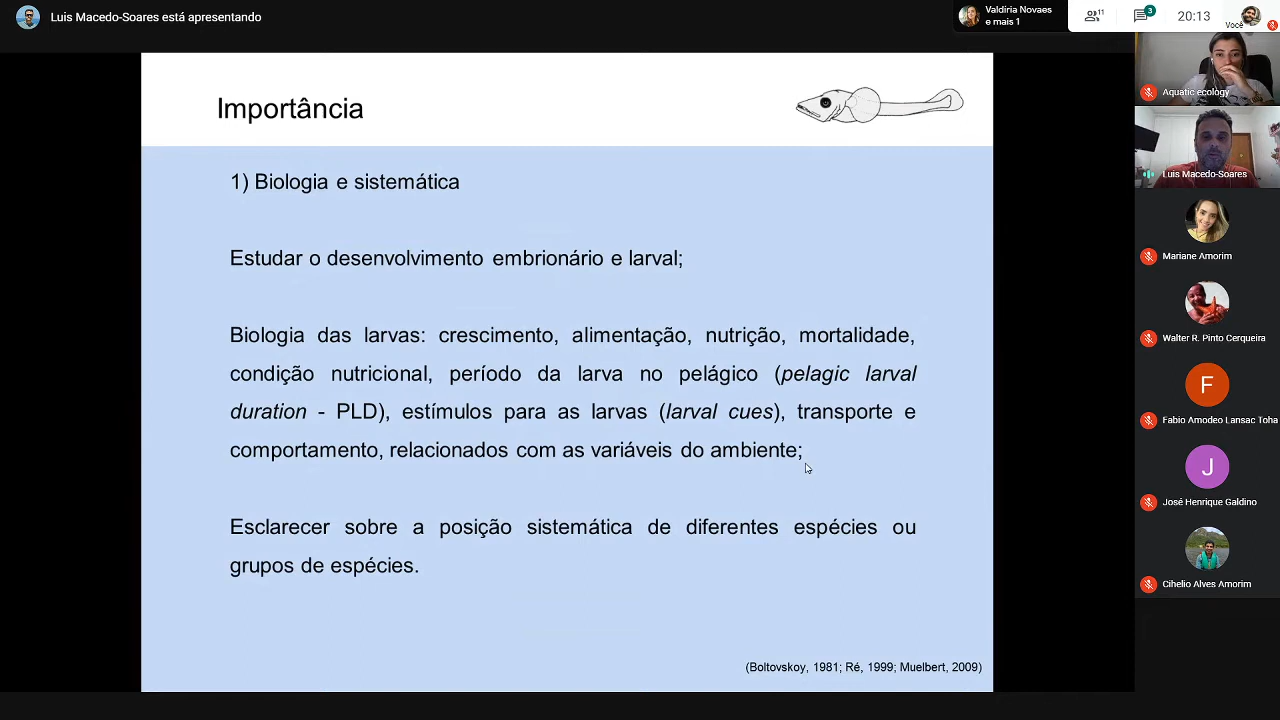 Luis Macedo-Soares está apresentando
Valdíria Novaes
e mais 1
11
3
20:13
Você
Importância
1) Biologia e sistemática
Estudar o desenvolvimento embrionário e larval;
Biologia das larvas: crescimento, alimentação, nutrição, mortalidade,
condição nutricional, período da larva no pelágico (pelagic larval
duration - PLD), estímulos para as larvas (larval cues), transporte e
comportamento, relacionados com as variáveis do ambiente;
Esclarecer sobre a posição sistemática de diferentes espécies ou
grupos de espécies.
(Boltovskoy, 1981; Ré, 1999; Muelbert, 2009)
Aquatic ecology
Luis Macedo-Soares
Mariane Amorim
Walter R. Pinto Cerqueira
F
Fabio Amodeo Lansac Toha
J
José Henrique Galdino
Cihelio Alves Amorim